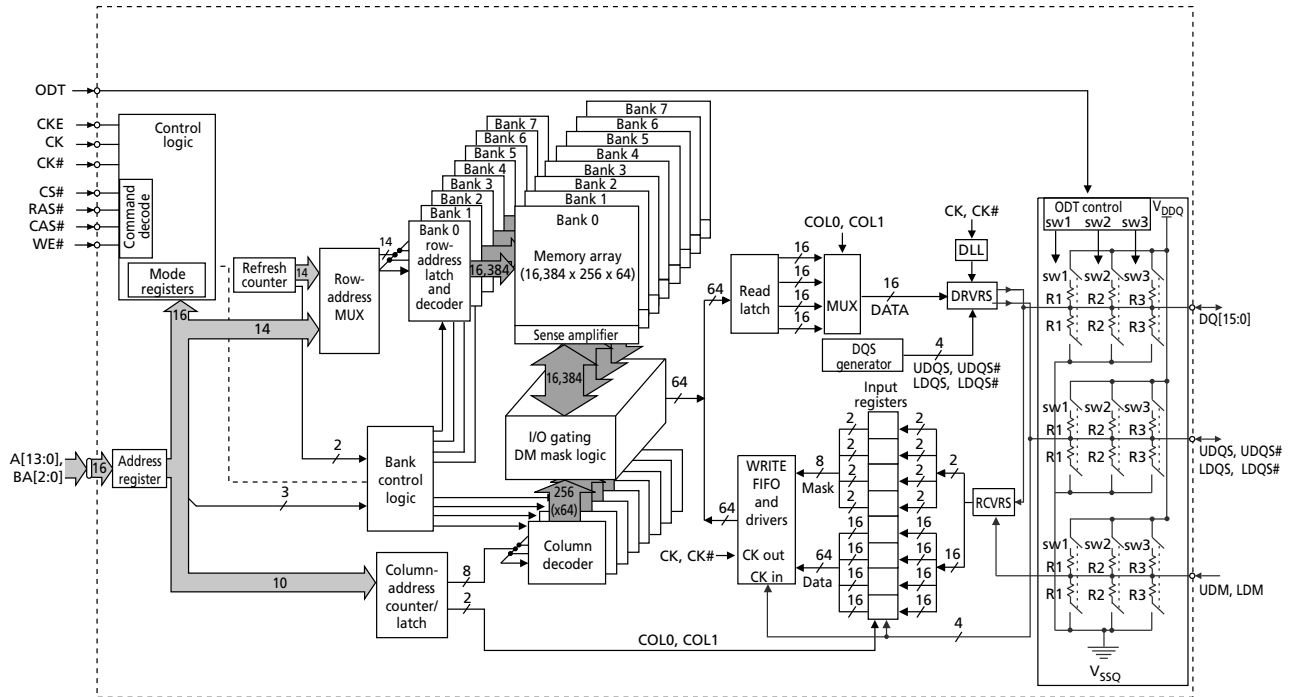 ODT
CKE
CK
CK#
CS#
RAS#
CAS#
WE#
Control
logic
Command
decode
Mode
registers
Refresh
counter
14
Row-
address
MUX
14
16
14
Bank 7
Bank 6
Bank 5
Bank 4
Bank 3
Bank 2
Bank 1
Bank 0
row-
address
latch
and
decoder
16,384
Bank 7
Bank 6
Bank 5
Bank 4
Bank 3
Bank 2
Bank 1
Bank 0
Memory array
(16,384 x 256 x 64)
Sense amplifier
16,384
I/O gating
DM mask logic
256
(x64)
Column
decoder
A[13:0],
BA[2:0]
16
Address
register
2
3
Bank
control
logic
10
Column-
address
counter/
latch
8
2
COL0, COL1
64
64
64
Read
latch
16
16
16
16
COL0, COL1
MUX
16
DATA
CK, CK#
DLL
DRVRS
DQS
generator
4
UDQS, UDQS#
LDQS, LDQS#
Input
registers
2
2
2
2
2
2
2
2
2
8
Mask
WRITE
FIFO
and
drivers
CK out
CK in
CK, CK#
64
Data
16
16
16
16
16
16
16
16
16
4
RCVRS
ODT control
sw1 sw2 sw3
VDDQ
sw1 sw2 sw3
R1 R2 R3
R1 R2 R3
DQ[15:0]
sw1 sw2 sw3
R1 R2 R3
R1 R2 R3
UDQS, UDQS#
LDQS, LDQS#
sw1 sw2 sw3
R1 R2 R3
R1 R2 R3
UDM, LDM
VSSQ